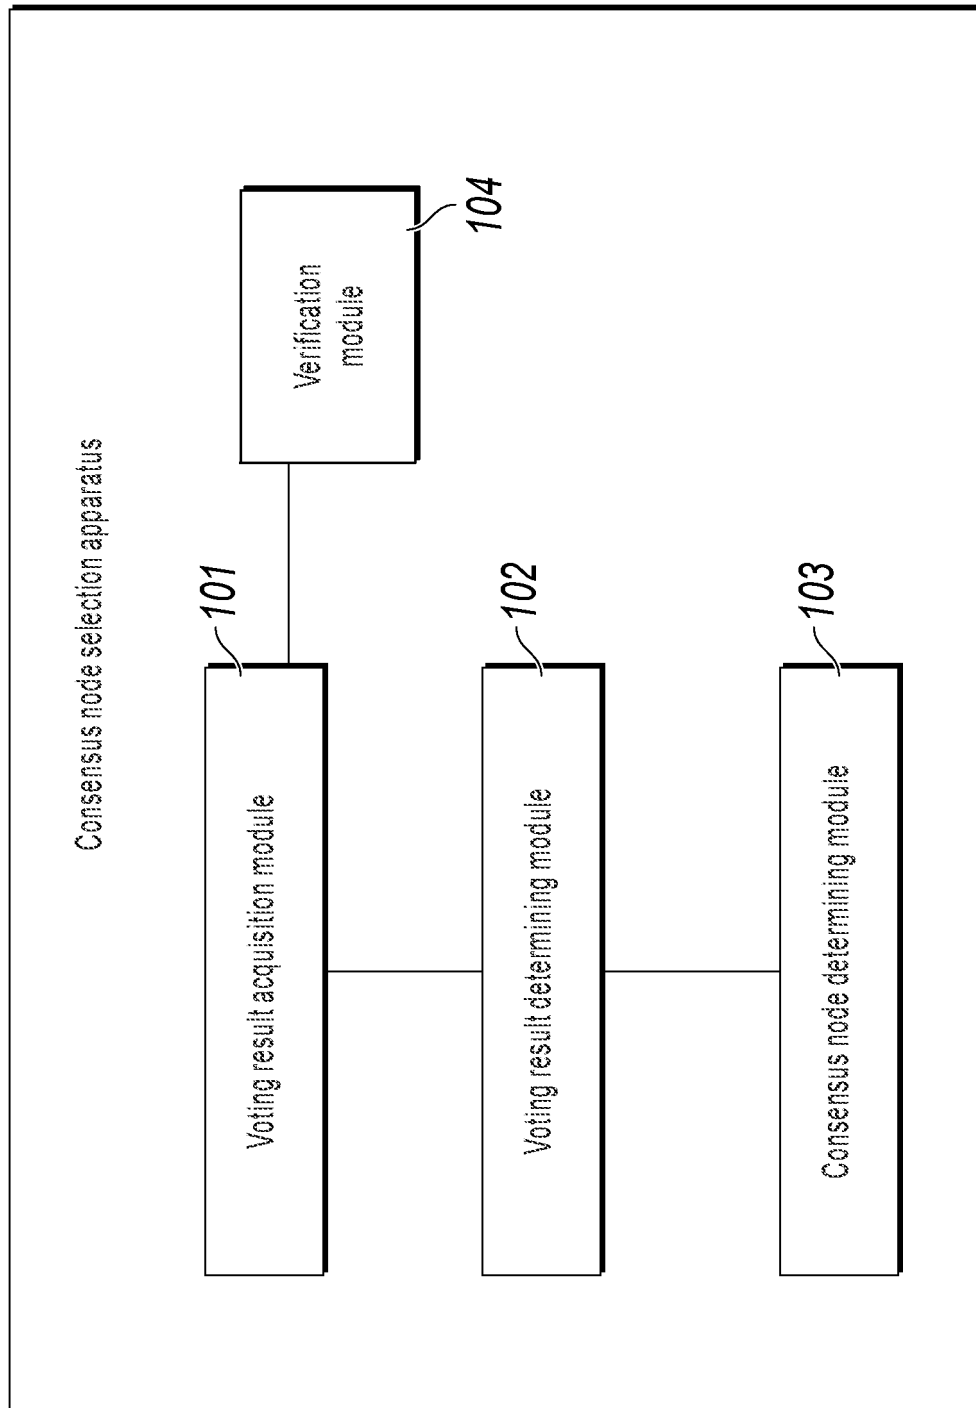 Consensus node selection apparatus
101
Voting result acquisition module
104
Verification
module
102
Voting result determining module
103
Consensus node determining module